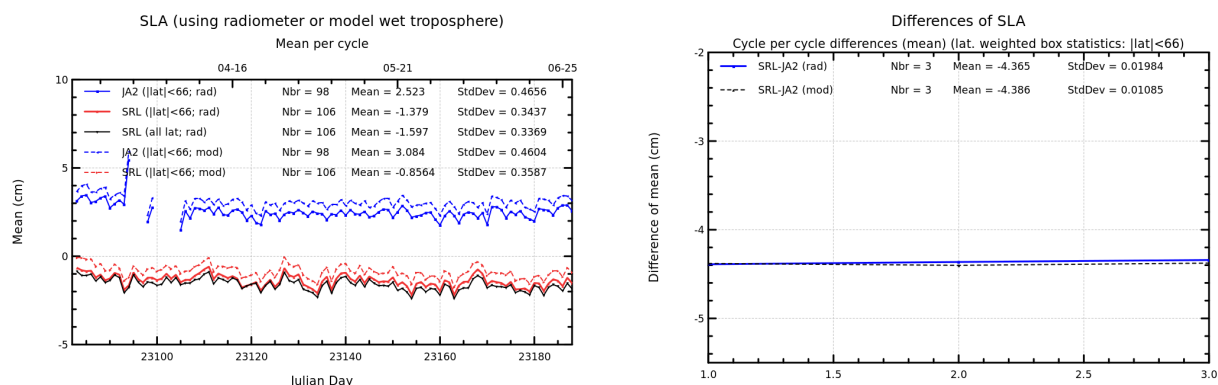 SLA (using radiometer or model wet troposphere)
Mean per cycle
04-16 05-21 06-25
Mean (cm)
10
5
0
-5
JA2 (|lat|<66; rad) Nbr = 98 Mean = 2.523 StdDev = 0.4656
SRL (|lat|<66; rad) Nbr = 106 Mean = -1.379 StdDev = 0.3437
SRL (all lat; rad) Nbr = 106 Mean = -1.597 StdDev = 0.3369
JA2 (|lat|<66; mod) Nbr = 98 Mean = 3.084 StdDev = 0.4604
SRL (|lat|<66; mod) Nbr = 106 Mean = -0.8564 StdDev = 0.3587
23100 23120 23140 23160 23180
Julian Day
Differences of SLA
Cycle per cycle differences (mean) (lat. weighted box statistics: |lat|<66)
Difference of mean (cm)
-2
-3
-4
-5
SRL-JA2 (rad) Nbr = 3 Mean = -4.365 StdDev = 0.01984
SRL-JA2 (mod) Nbr = 3 Mean = -4.386 StdDev = 0.01085
1.0 1.5 2.0 2.5 3.0